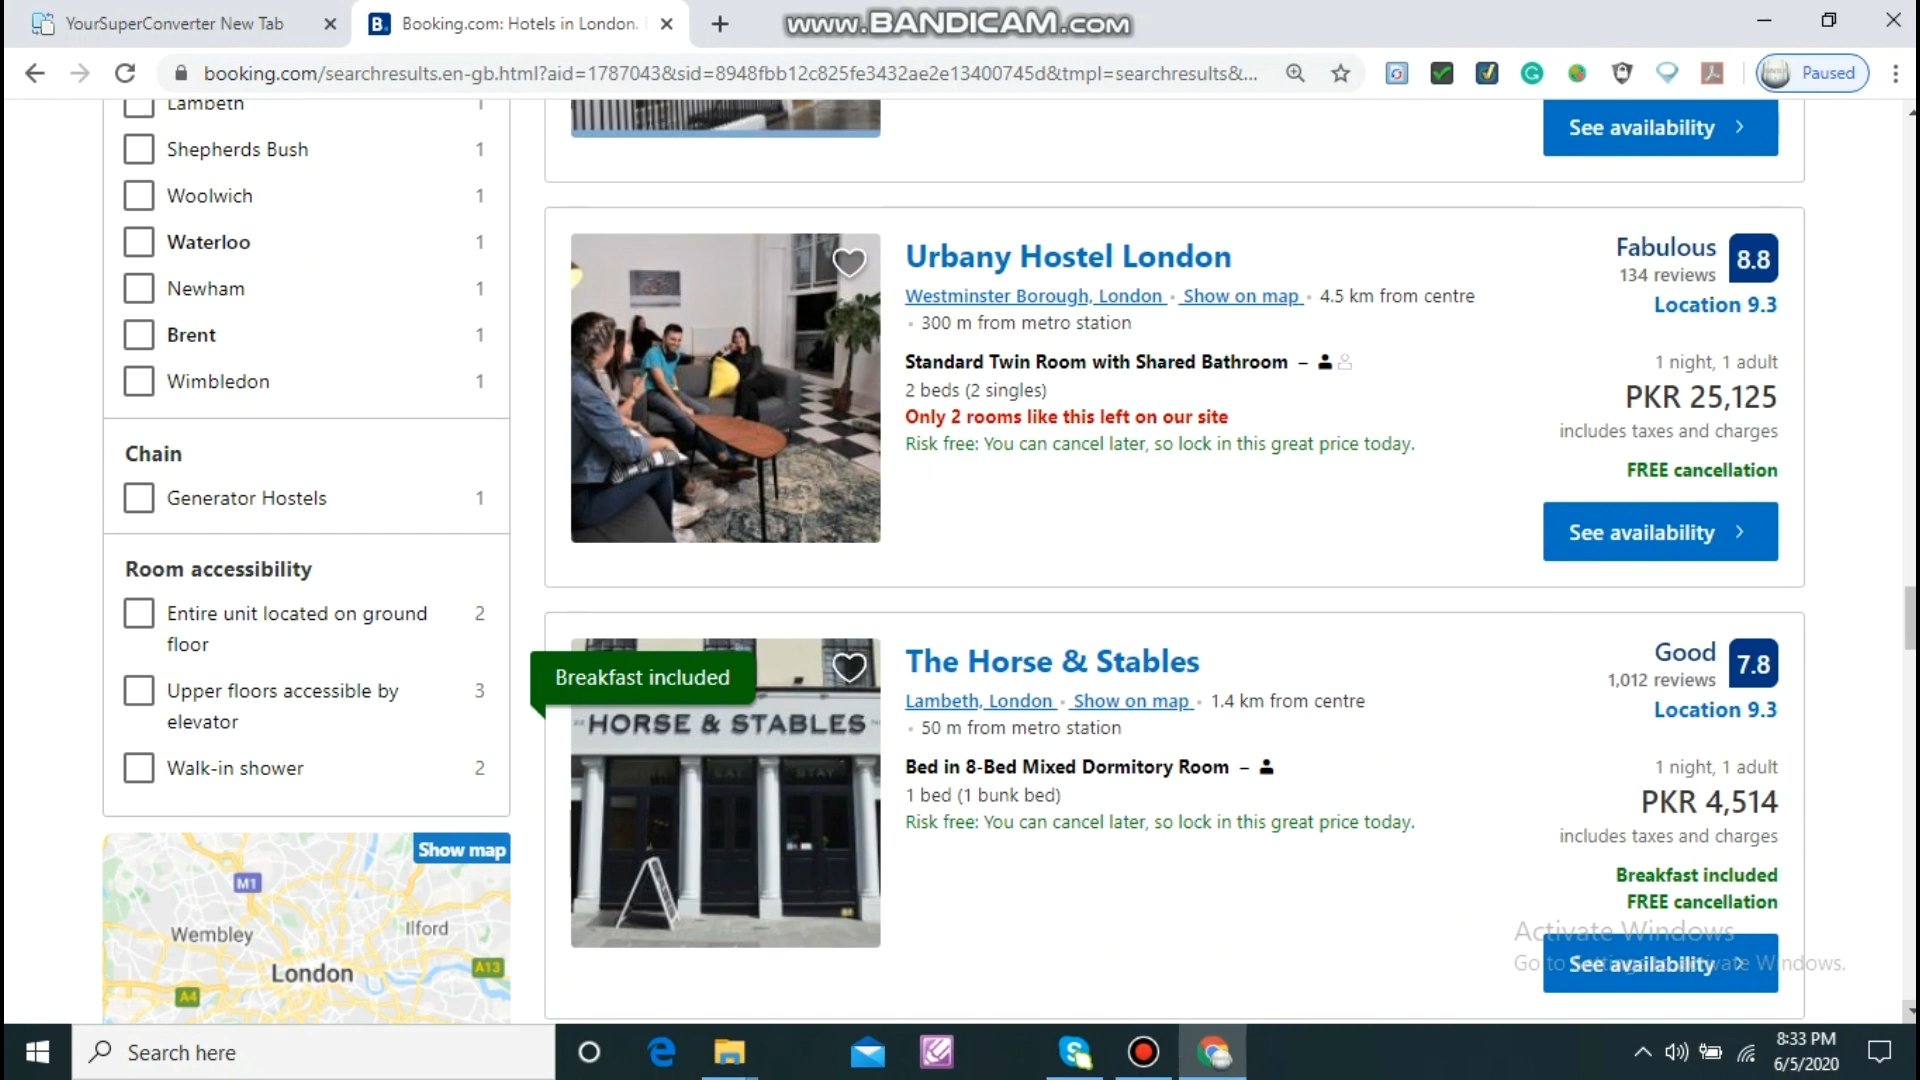 YourSuperConverter New Tab
Booking.com: Hotels in London.
www.BANDICAM.com
booking.com/searchresults.en-gb.html?aid=1787043&sid=8948fbb12c825fe3432ae2e13400745d&tmpl=searchresults&...
Paused
Lambeth 1
Shepherds Bush 1
Woolwich 1
Waterloo 1
Newham 1
Brent 1
Wimbledon 1
Chain
Generator Hostels 1
Room accessibility
Entire unit located on ground floor 2
Upper floors accessible by elevator 3
Walk-in shower 2
Show map
M1
Wembley
Ilford
London
A13
A4
See availability
Urbany Hostel London
Westminster Borough, London · Show on map · 4.5 km from centre
· 300 m from metro station
Standard Twin Room with Shared Bathroom –
2 beds (2 singles)
Only 2 rooms like this left on our site
Risk free: You can cancel later, so lock in this great price today.
Fabulous 8.8
134 reviews
Location 9.3
1 night, 1 adult
PKR 25,125
includes taxes and charges
FREE cancellation
See availability
Breakfast included
HORSE & STABLES
EAT STAY
The Horse & Stables
Lambeth, London · Show on map · 1.4 km from centre
· 50 m from metro station
Bed in 8-Bed Mixed Dormitory Room –
1 bed (1 bunk bed)
Risk free: You can cancel later, so lock in this great price today.
Good 7.8
1,012 reviews
Location 9.3
1 night, 1 adult
PKR 4,514
includes taxes and charges
Breakfast included
FREE cancellation
See availability
Activate Windows
Go to Settings to activate Windows.
Search here
8:33 PM
6/5/2020